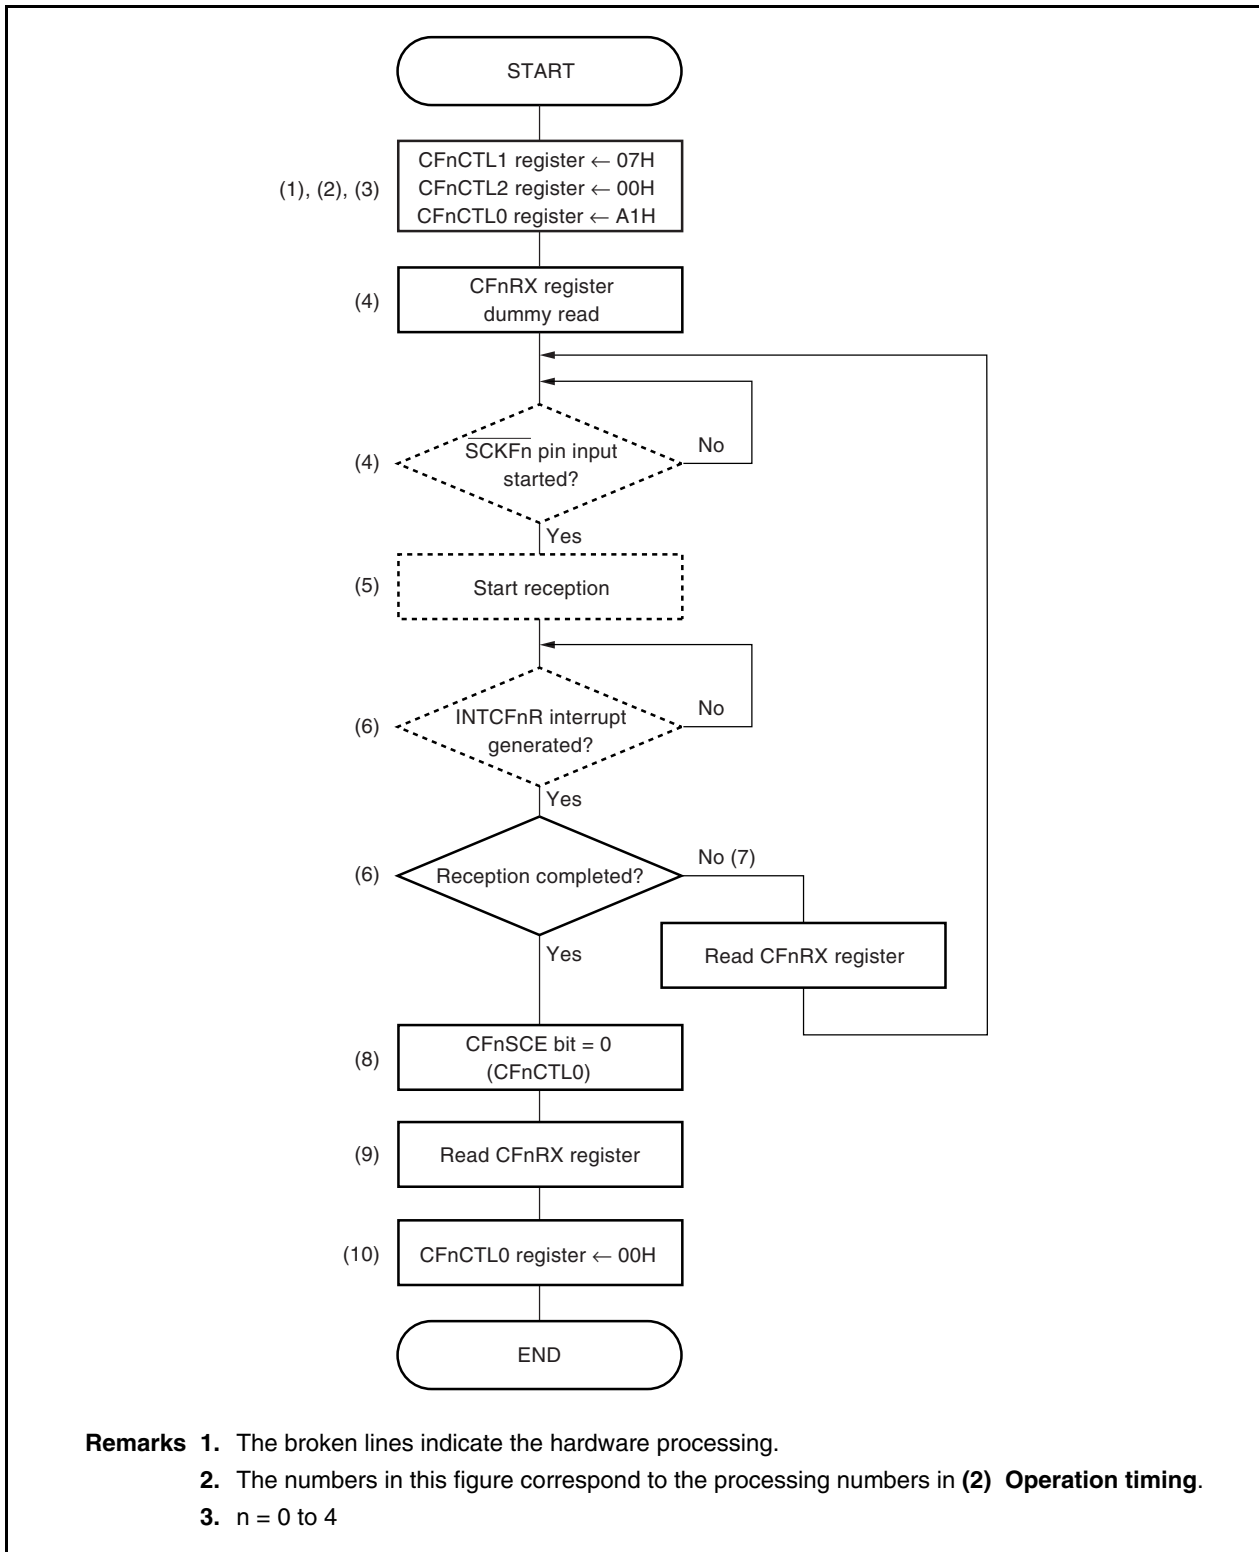 START
(1), (2), (3)
CFnCTL1 register ← 07H
CFnCTL2 register ← 00H
CFnCTL0 register ← A1H
(4)
CFnRX register
dummy read
(4)
SCKFn pin input
started?
No
Yes
(5)
Start reception
(6)
INTCFnR interrupt
generated?
No
Yes
(6)
Reception completed?
No (7)
Yes
Read CFnRX register
(8)
CFnSCE bit = 0
(CFnCTL0)
(9)
Read CFnRX register
(10)
CFnCTL0 register ← 00H
END
Remarks 1. The broken lines indicate the hardware processing.
2. The numbers in this figure correspond to the processing numbers in (2) Operation timing.
3. n = 0 to 4